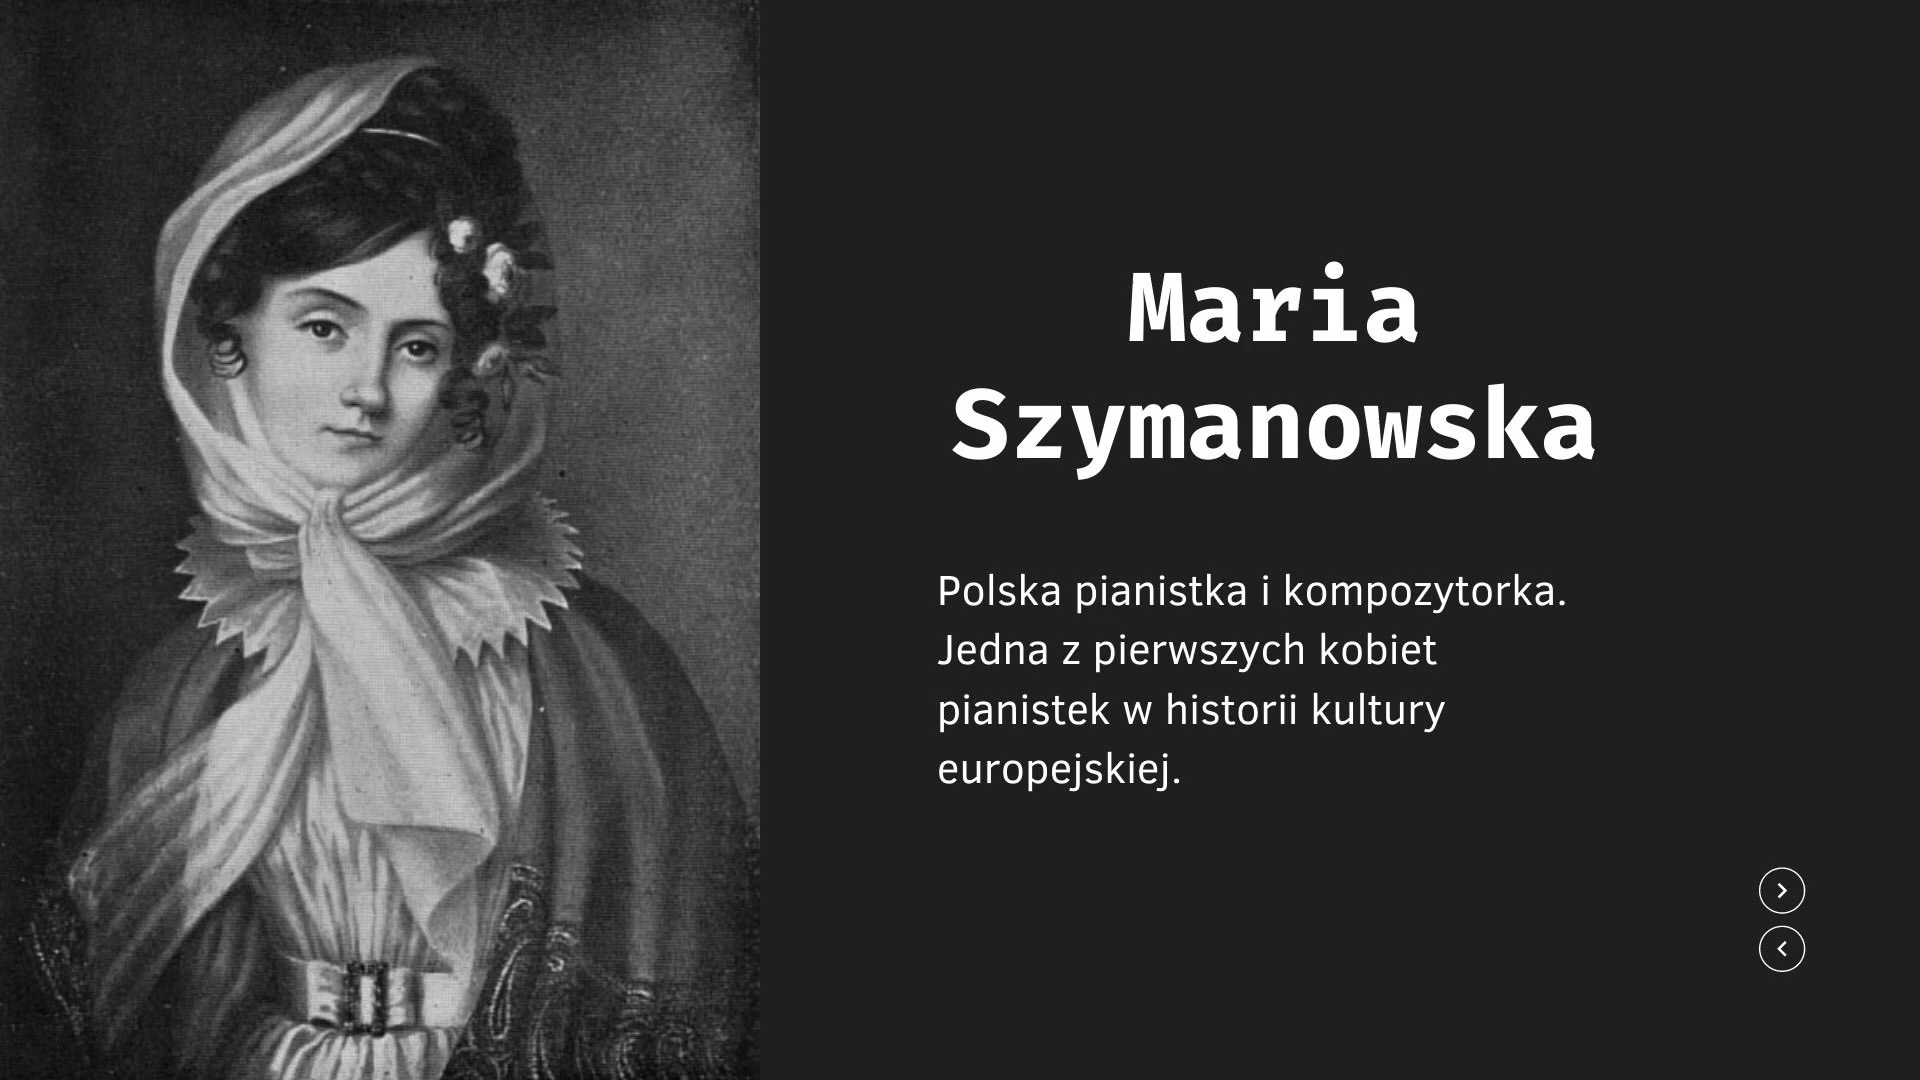 Maria
Szymanowska
Polska pianistka i kompozytorka.
Jedna z pierwszych kobiet
pianistek w historii kultury
europejskiej.